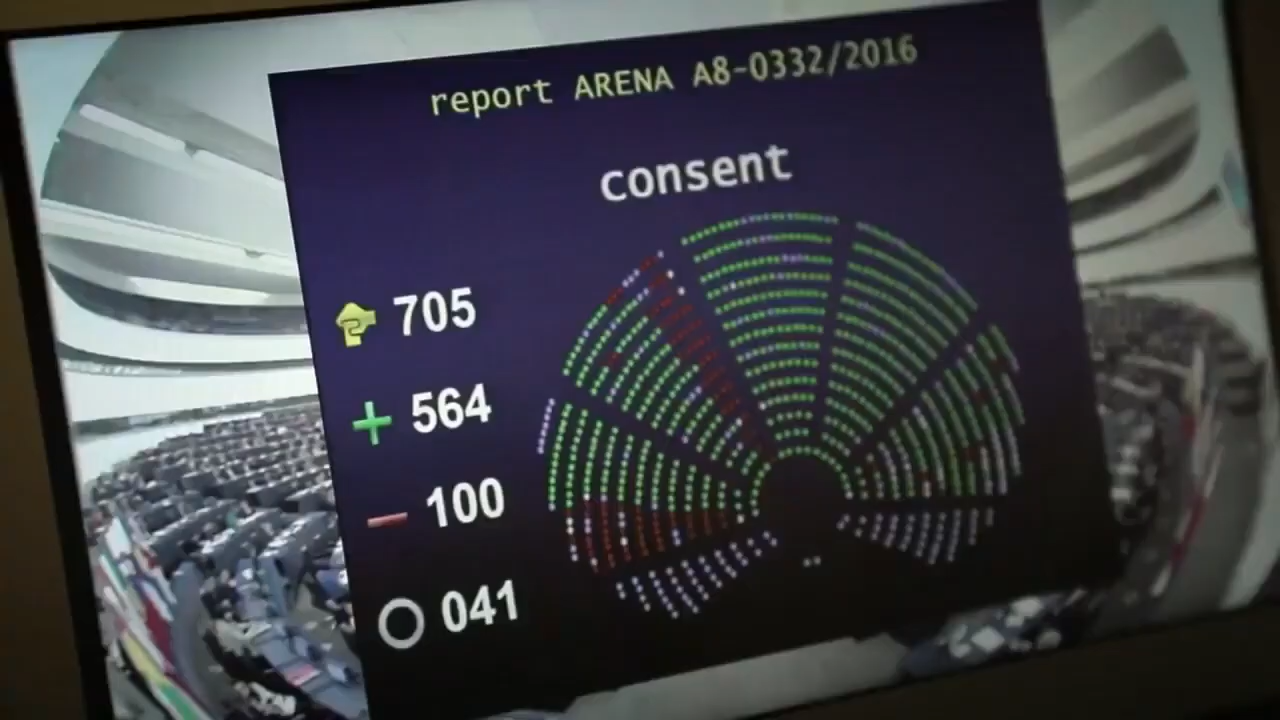 report ARENA A8-0332/2016
consent
705
+ 564
- 100
041